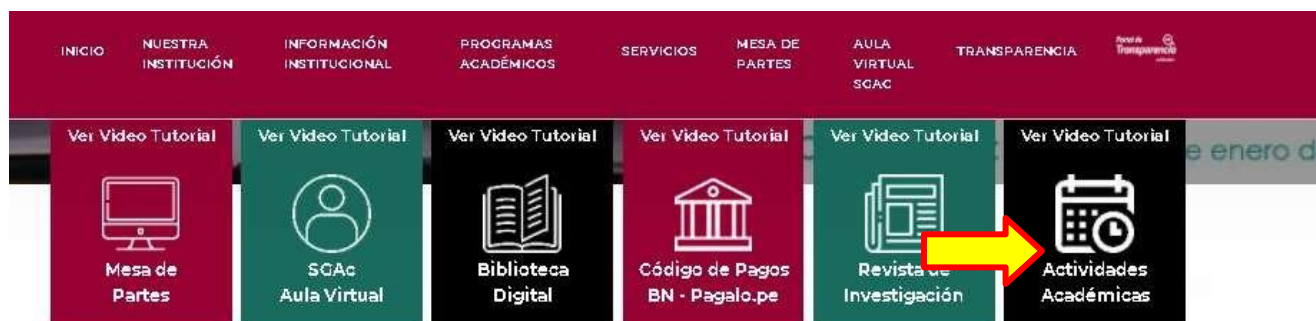 INICIO
NUESTRA
INSTITUCIÓN
INFORMACIÓN
INSTITUCIONAL
PROGRAMAS
ACADÉMICOS
SERVICIOS
MESA DE
PARTES
AULA
VIRTUAL
SGAC
TRANSPARENCIA
Transparencia
Ver Video Tutorial
Mesa de
Partes
Ver Video Tutorial
SGAc
Aula Virtual
Ver Video Tutorial
Biblioteca
Digital
Ver Video Tutorial
Código de Pagos
BN - Pagalo.pe
Ver Video Tutorial
Revista de
Investigación
Ver Video Tutorial
Actividades
Académicas
e enero d